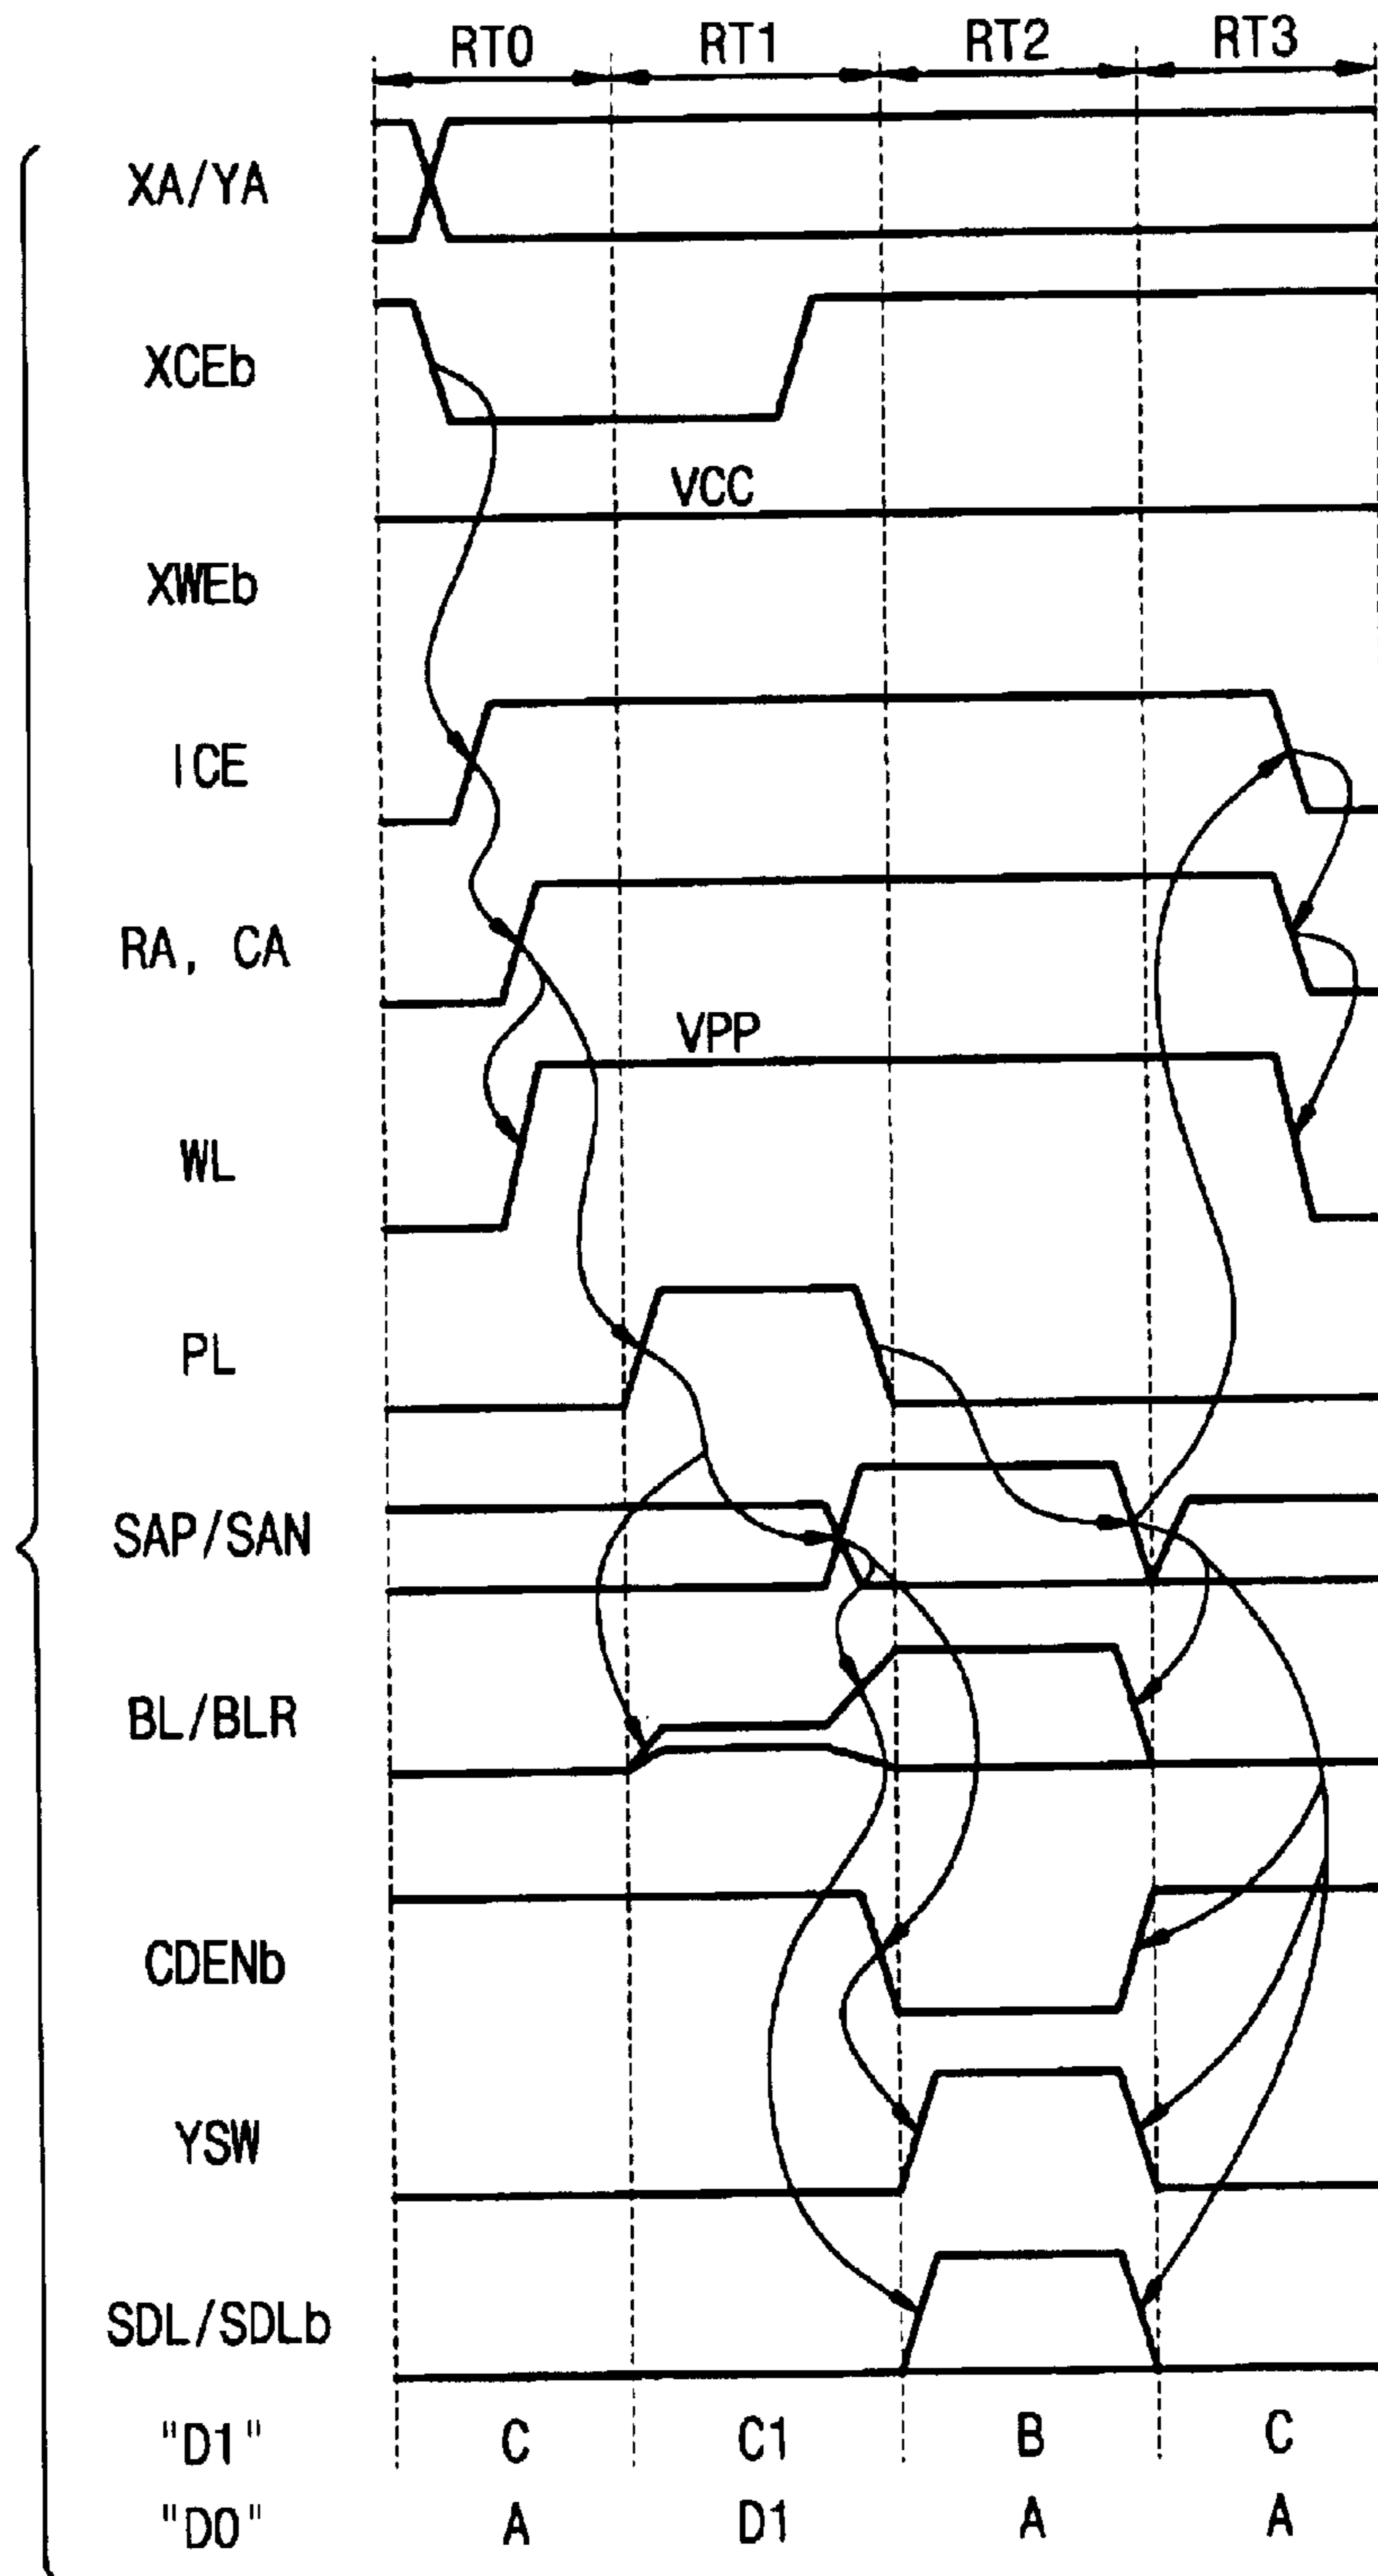 RT0 RT1 RT2 RT3
XA/YA
XCEb
VCC
XWEb
ICE
RA, CA
VPP
WL
PL
SAP/SAN
BL/BLR
CDENb
YSW
SDL/SDLb
"D1" C C1 B C
"D0" A D1 A A